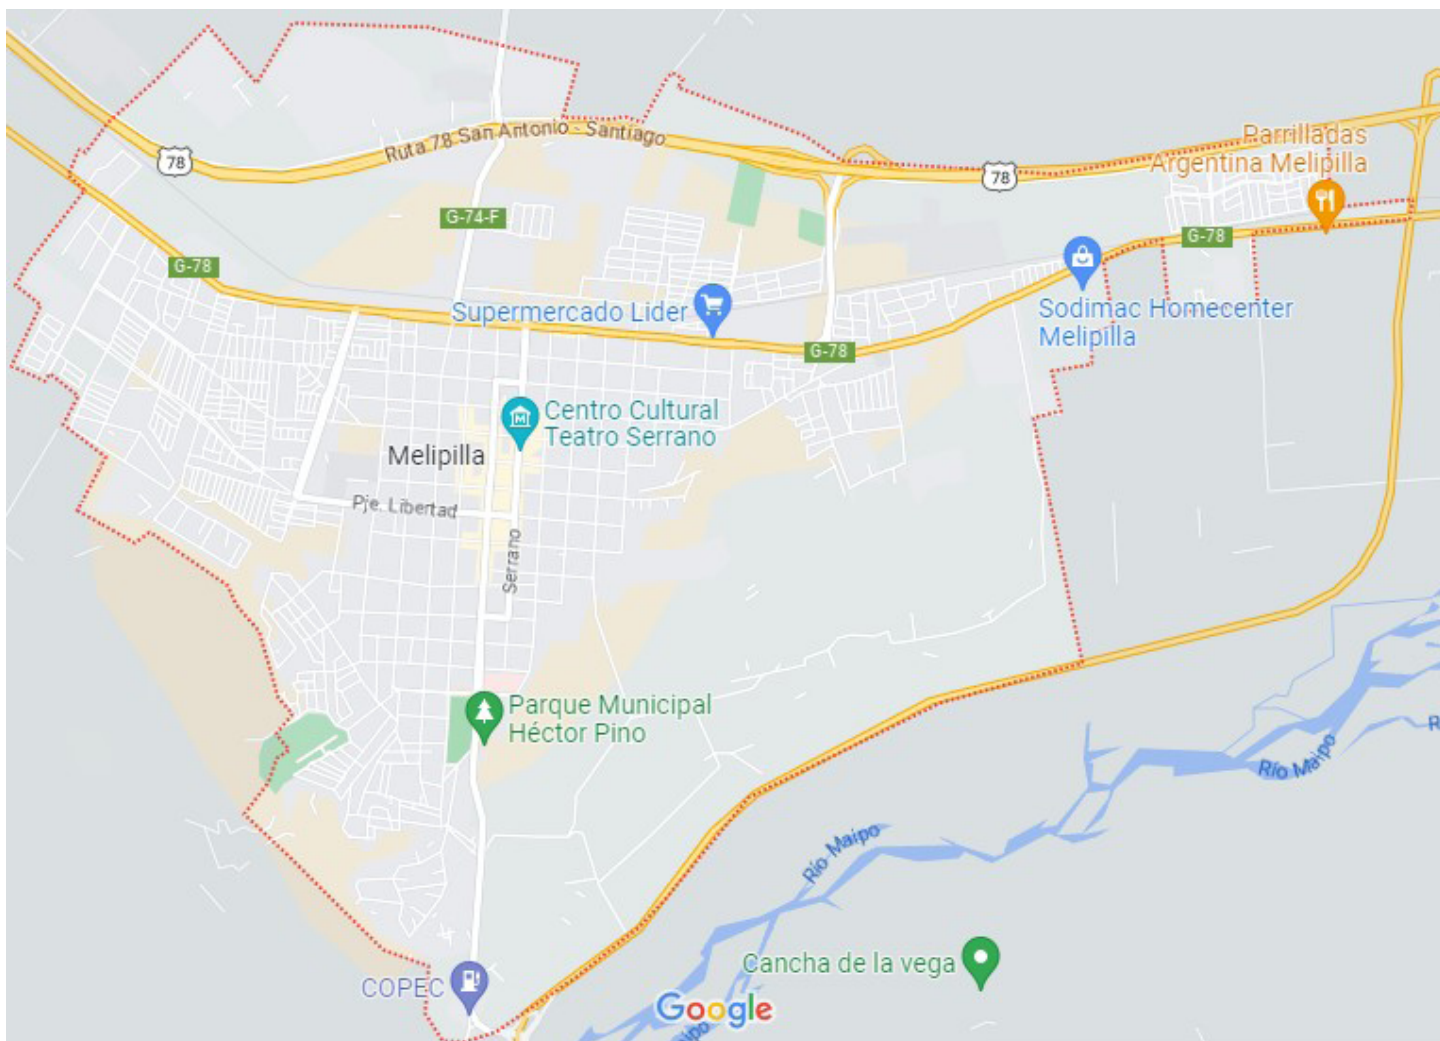 Ruta 78 San Antonio - Santiago
78
78
Parrilladas
Argentina Melipilla
G-74-F
G-78
G-78
Supermercado Lider
Sodimac Homecenter
Melipilla
G-78
Centro Cultural
Teatro Serrano
Melipilla
Pje. Libertad
Serrano
Parque Municipal
Héctor Pino
R
Río Maipo
Río Maipo
Cancha de la vega
COPEC
Google
ipo